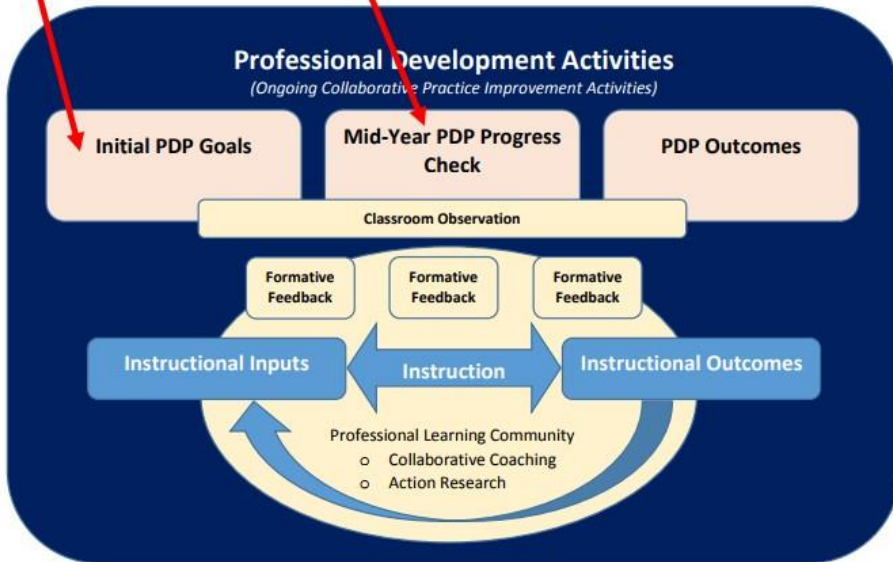 Professional Development Activities
(Ongoing Collaborative Practice Improvement Activities)
Initial PDP Goals
Mid-Year PDP Progress
Check
PDP Outcomes
Classroom Observation
Formative
Feedback
Formative
Feedback
Formative
Feedback
Instructional Inputs
Instruction
Instructional Outcomes
Professional Learning Community
o Collaborative Coaching
o Action Research